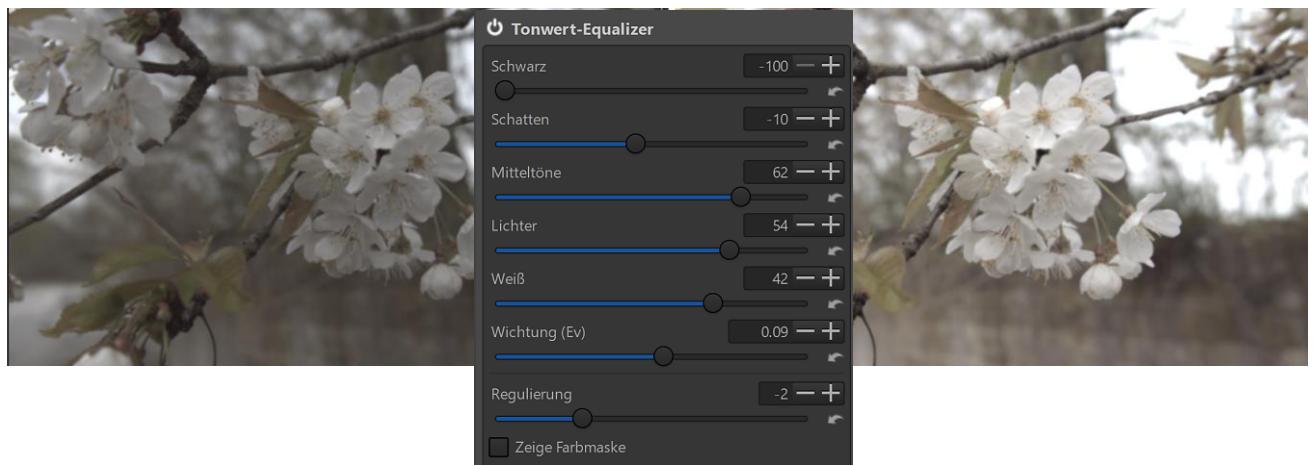 Tonwert-Equalizer
Schwarz -100
Schatten -10
Mitteltöne 62
Lichter 54
Weiß 42
Wichtung (Ev) 0.09
Regulierung -2
Zeige Farbmaske